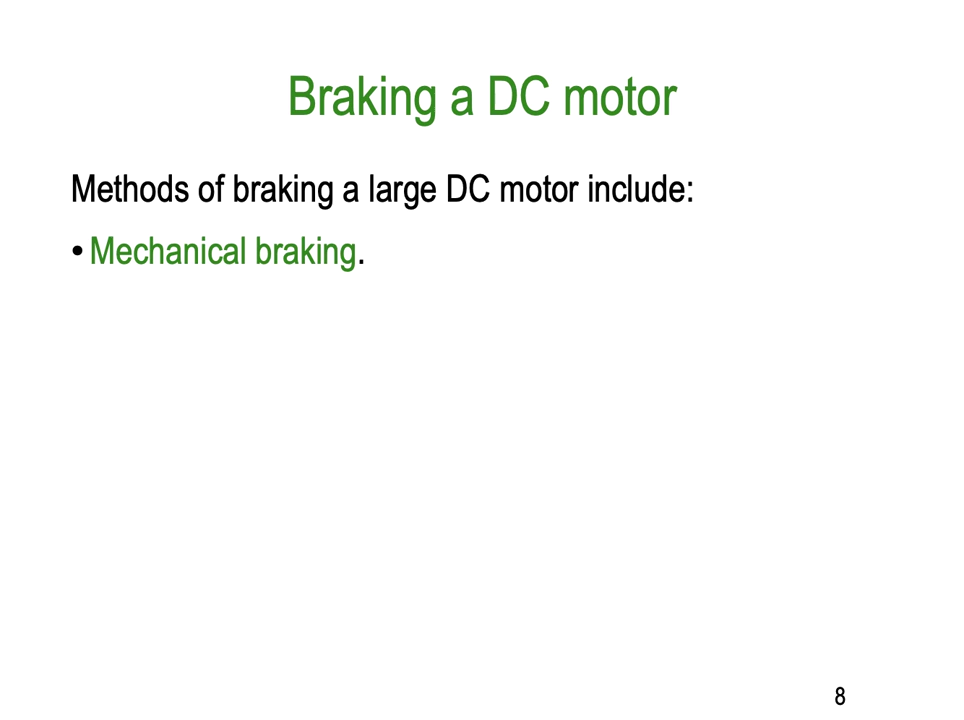 Braking a DC motor
Methods of braking a large DC motor include:
• Mechanical braking.
8